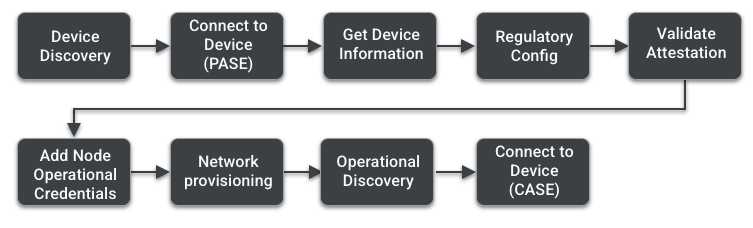 Device
Discovery
Connect to
Device
(PASE)
Get Device
Information
Regulatory
Config
Validate
Attestation
Add Node
Operational
Credentials
Network
provisioning
Operational
Discovery
Connect to
Device
(CASE)